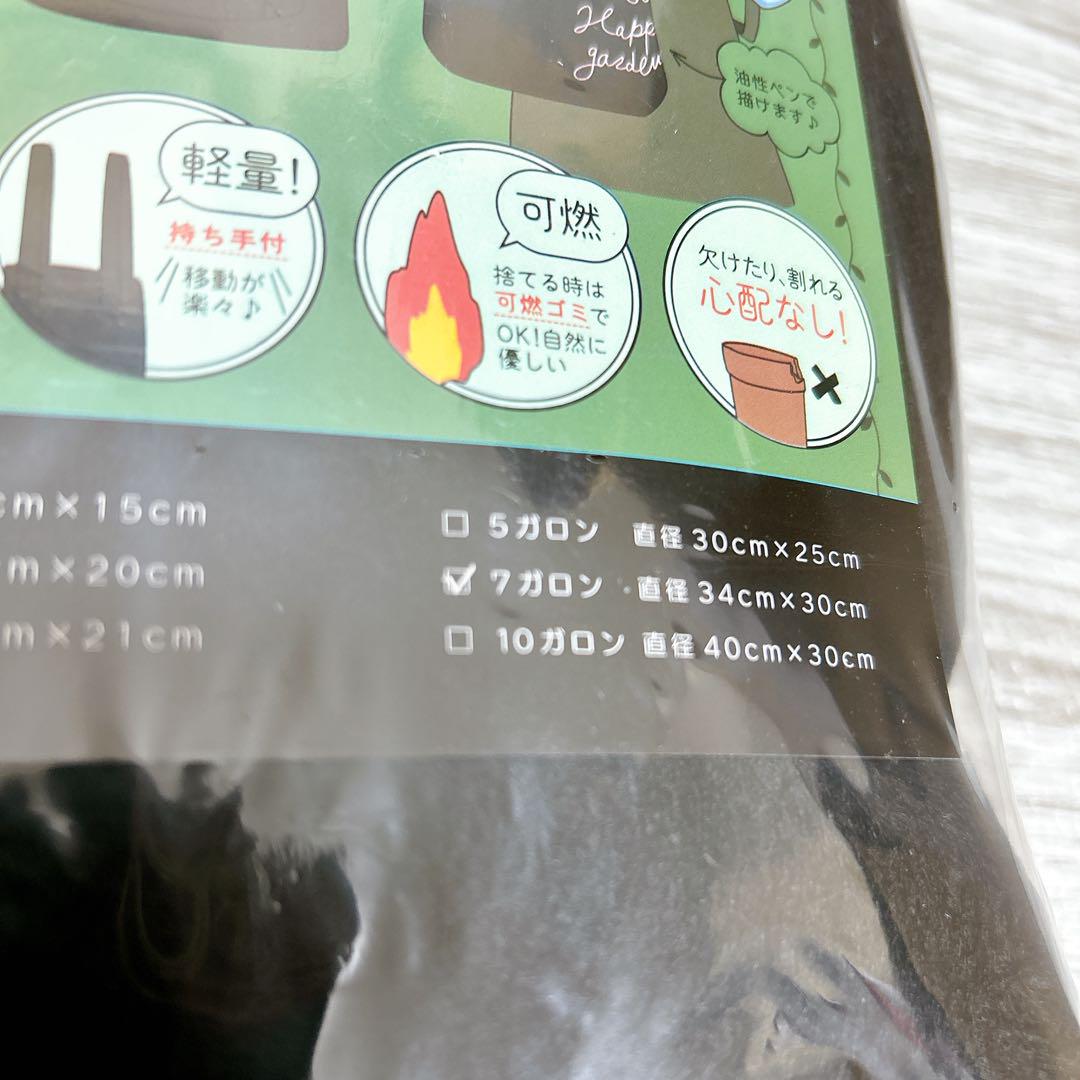 Happ
garden
油性ペンで
描けます♪
軽量!
持ち手付
移動が
楽々♪
可燃
捨てる時は
可燃ゴミで
OK!自然に
優しい
欠けたり、割れる
心配なし!
cm×15cm
m×20cm
m×21cm
□ 5ガロン 直径 30cm×25cm
☑ 7ガロン 直径 34cm×30cm
□ 10ガロン 直径 40cm×30cm